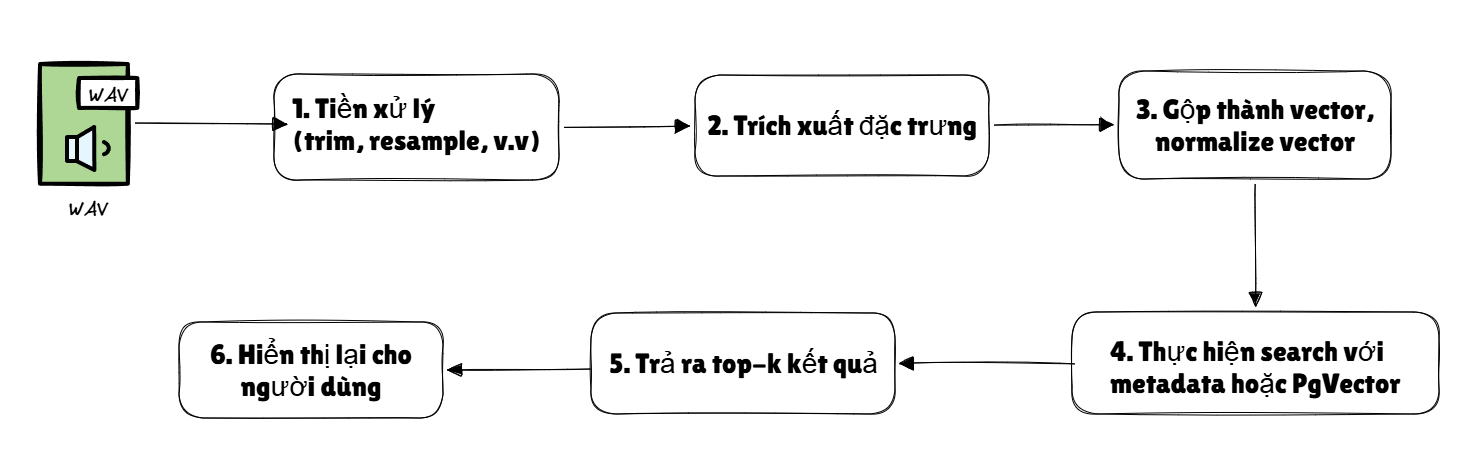 WAV
WAV
1. Tiền xử lý
(trim, resample, v.v)
2. Trích xuất đặc trưng
3. Gộp thành vector,
normalize vector
4. Thực hiện search với
metadata hoặc PgVector
5. Trả ra top-k kết quả
6. Hiển thị lại cho
người dùng